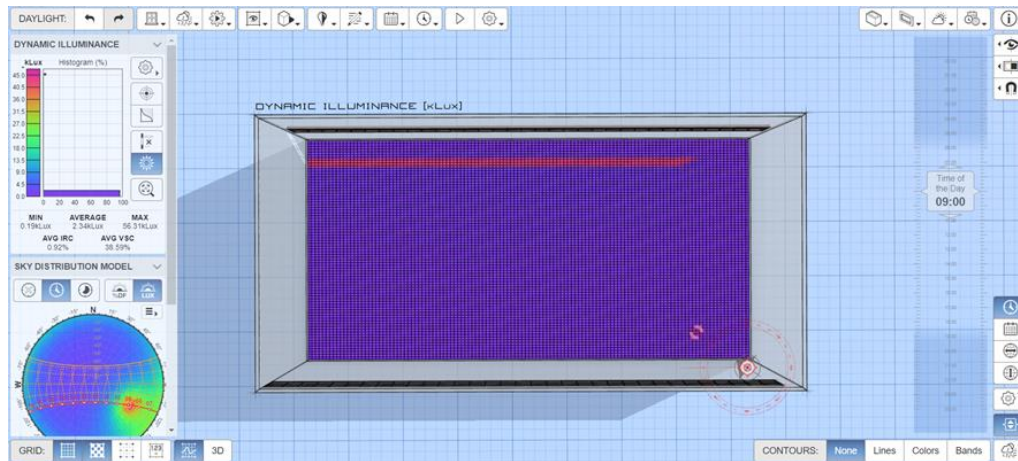 DAYLIGHT:
DYNAMIC ILLUMINANCE
kLux
Histogram (%)
45.0
36.0
31.5
27.0
22.5
18.0
13.5
9.0
4.5
0.0
0 20 40 60 80 100
MIN AVERAGE MAX
0.19kLux 2.34kLux 56.31kLux
AVG IRC AVG VSC
0.92% 38.59%
SKY DISTRIBUTION MODEL
%DF
LUX
N
W
DYNAMIC ILLUMINANCE [kLux]
Time of
the Day
09:00
GRID:
123
3D
CONTOURS: None Lines Colors Bands